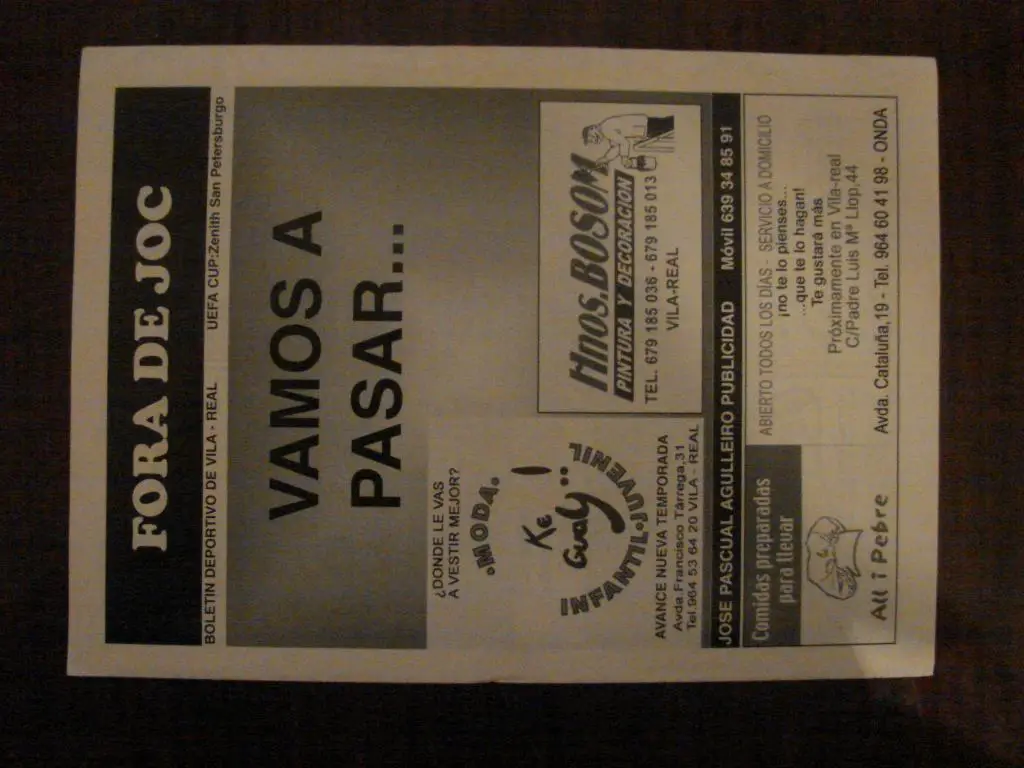 FORA DE JOC
BOLETIN DEPORTIVO DE VILA - REAL
UEFA CUP:Zenith San Petersburgo
VAMOS A
PASAR...
¿DONDE LE VAS
A VESTIR MEJOR?
.MODA.
Ke
Gualy!..
INFANTIL-JUVENIL
AVANCE NUEVA TEMPORADA
Avda.Francisco Tárrega,31
Tel.964 53 64 20 VILA - REAL
Hnos.BOSOM
PINTURA Y DECORACION
TEL. 679 185 036 - 679 185 013
VILA-REAL
JOSE PASCUAL AGULLEIRO PUBLICIDAD Móvil 639 34 85 91
Comidas preparadas
para llevar
All i Pebre
ABIERTO TODOS LOS DÍAS - SERVICIO A DOMICILIO
¡no te lo pienses...
...que te lo hagan!
Te gustará más
Próximamente en Vila-real
C/Padre Luis Mª Llop,44
Avda. Cataluña,19 - Tel. 964 60 41 98 - ONDA